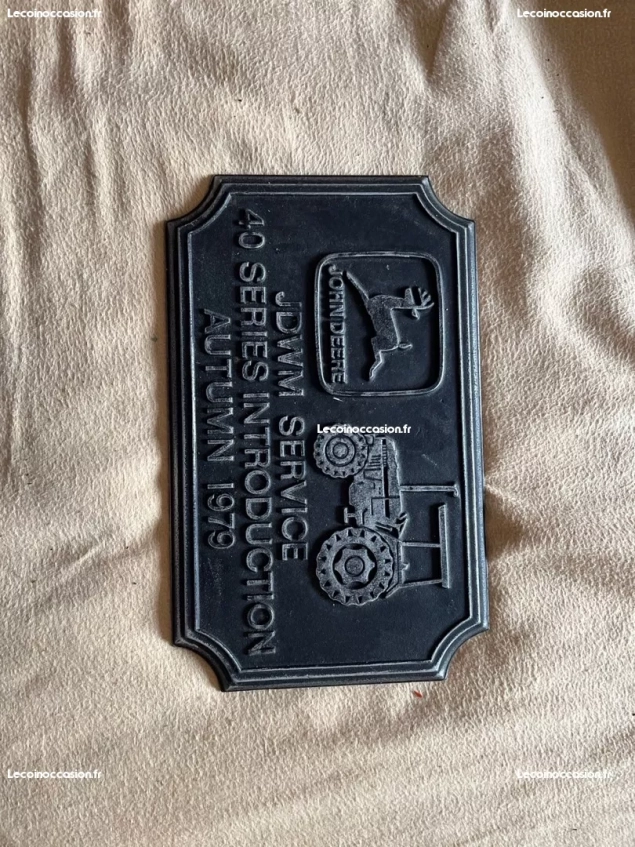 Lecoinoccasion.fr
Lecoinoccasion.fr
JOHN DEERE
JDWM SERVICE
40 SERIES INTRODUCTION
AUTUMN 1979
Lecoinoccasion.fr
Lecoinoccasion.fr
Lecoinoccasion.fr